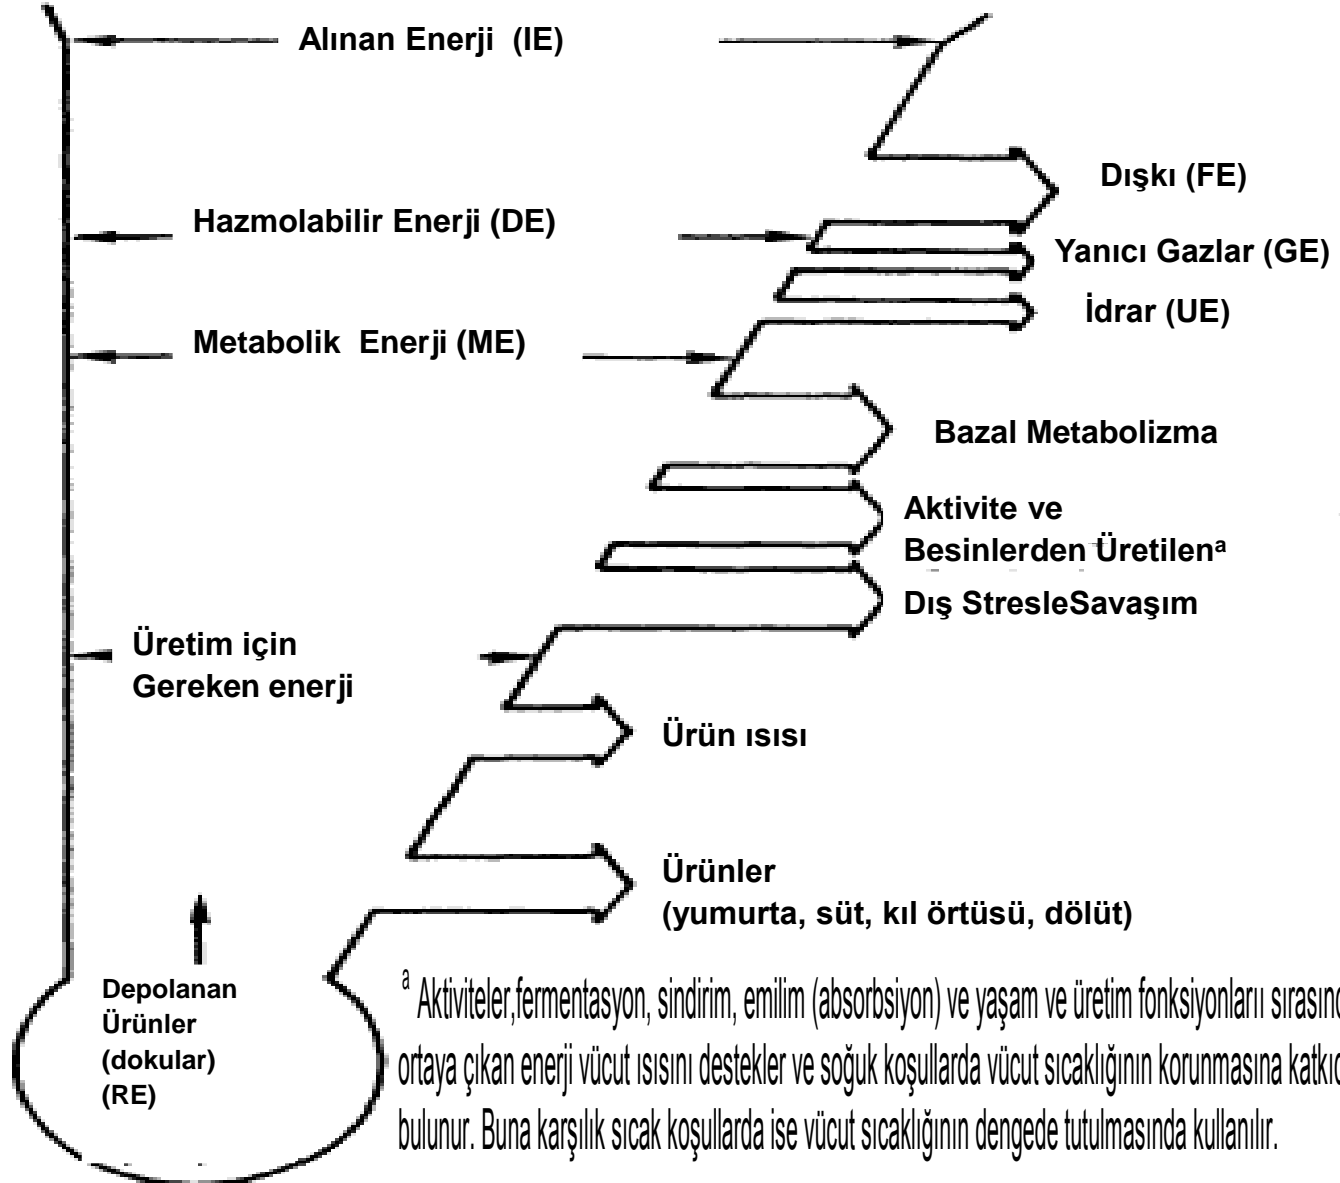 Alınan Enerji (IE)
Dışkı (FE)
Hazmolabilir Enerji (DE)
Yanıcı Gazlar (GE)
İdrar (UE)
Metabolik Enerji (ME)
Bazal Metabolizma
Aktivite ve
Besinlerden Üretilenᵃ
Dış StresleSavaşım
Üretim için
Gereken enerji
Ürün ısısı
Ürünler
(yumurta, süt, kıl örtüsü, dölüt)
Depolanan
Ürünler
(dokular)
(RE)
ᵃ Aktiviteler,fermentasyon, sindirim, emilim (absorbsiyon) ve yaşam ve üretim fonksiyonlarıı
ortaya çıkan enerji vücut ısısını destekler ve soğuk koşullarda vücut sıcaklığının korunmasına
bulunur. Buna karşılık sıcak koşullarda ise vücut sıcaklığının dengede tutulmasında kullanılır.